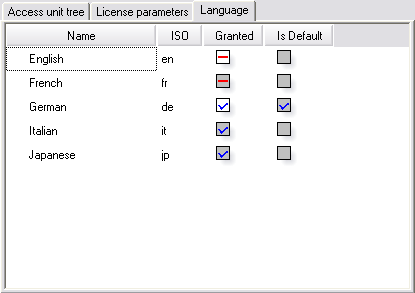 Access unit tree License parameters Language
Name ISO Granted Is Default
English en
French fr
German de
Italian it
Japanese jp